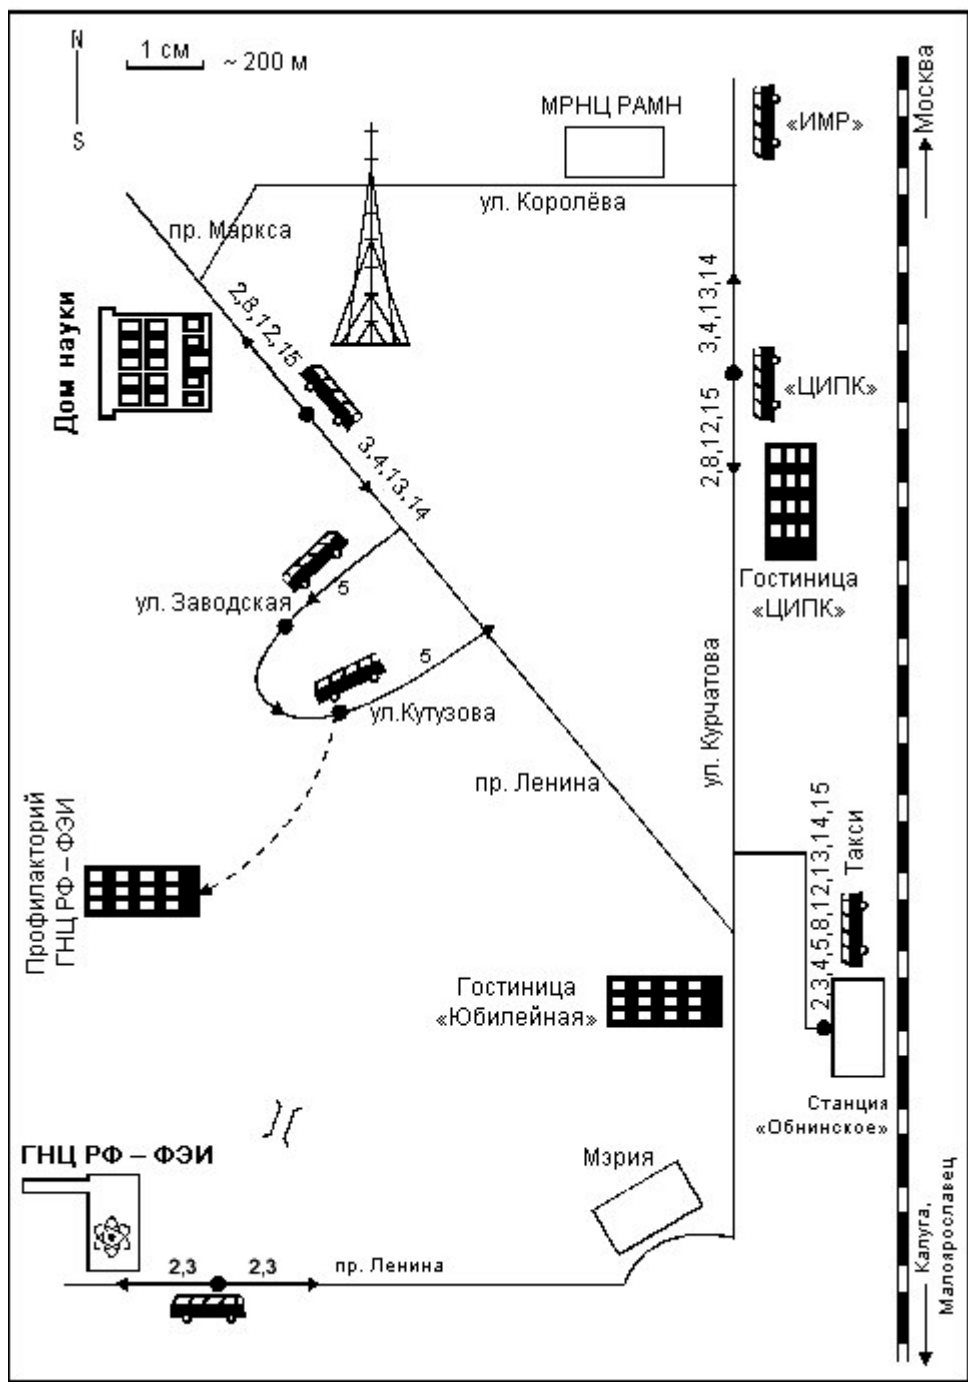 N
S
1 см
~ 200 м
МРНЦ РАМН
«ИМР»
Москва
ул. Королёва
пр. Маркса
2,8,12,15
3,4,13,14
Дом науки
3,4,13,14
2,8,12,15
«ЦИПК»
Гостиница
«ЦИПК»
5
ул. Заводская
5
ул.Кутузова
ул. Курчатова
пр. Ленина
Профилакторий
ГНЦ РФ – ФЭИ
2,3,4,5,8,12,13,14,15
Такси
Гостиница
«Юбилейная»
Станция
«Обнинское»
ГНЦ РФ – ФЭИ
Мэрия
2,3
2,3
пр. Ленина
Калуга,
Малоярославец